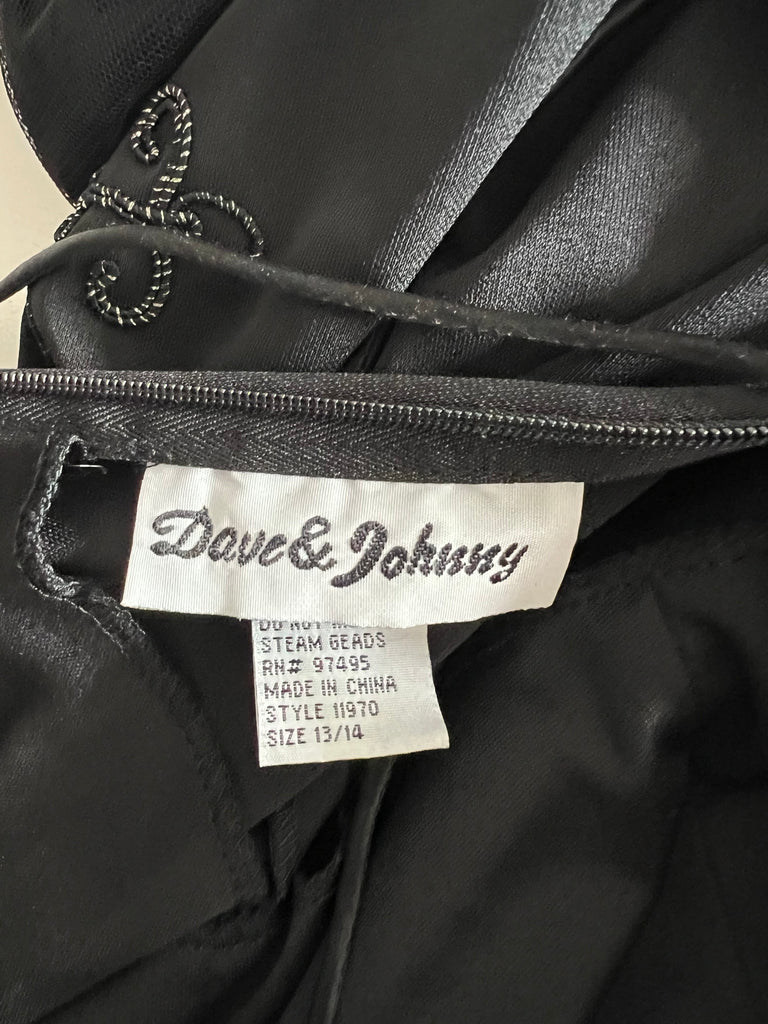 Dave & Johnny
DO NOT
STEAM GEADS
RN# 97495
MADE IN CHINA
STYLE 11970
SIZE 13/14